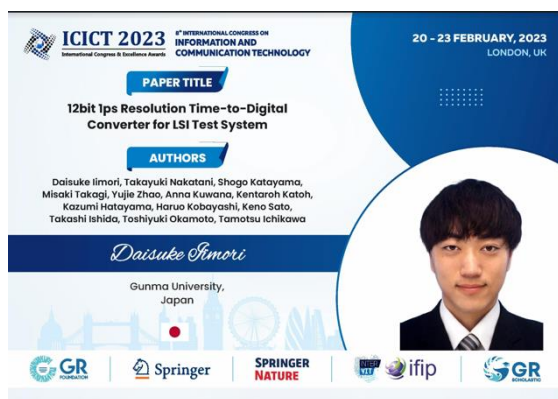 ICICT 2023
International Congress & Excellence Awards
8th INTERNATIONAL CONGRESS ON
INFORMATION AND
COMMUNICATION TECHNOLOGY
20 - 23 FEBRUARY, 2023
LONDON, UK
PAPER TITLE
12bit 1ps Resolution Time-to-Digital
Converter for LSI Test System
AUTHORS
Daisuke Iimori, Takayuki Nakatani, Shogo Katayama,
Misaki Takagi, Yujie Zhao, Anna Kuwana, Kentaroh Katoh,
Kazumi Hatayama, Haruo Kobayashi, Keno Sato,
Takashi Ishida, Toshiyuki Okamoto, Tamotsu Ichikawa
Daisuke Iimori
Gunma University,
Japan
GR
FOUNDATION
Springer
SPRINGER
NATURE
INTER
VIT
ifip
GR
SCHOLASTIC